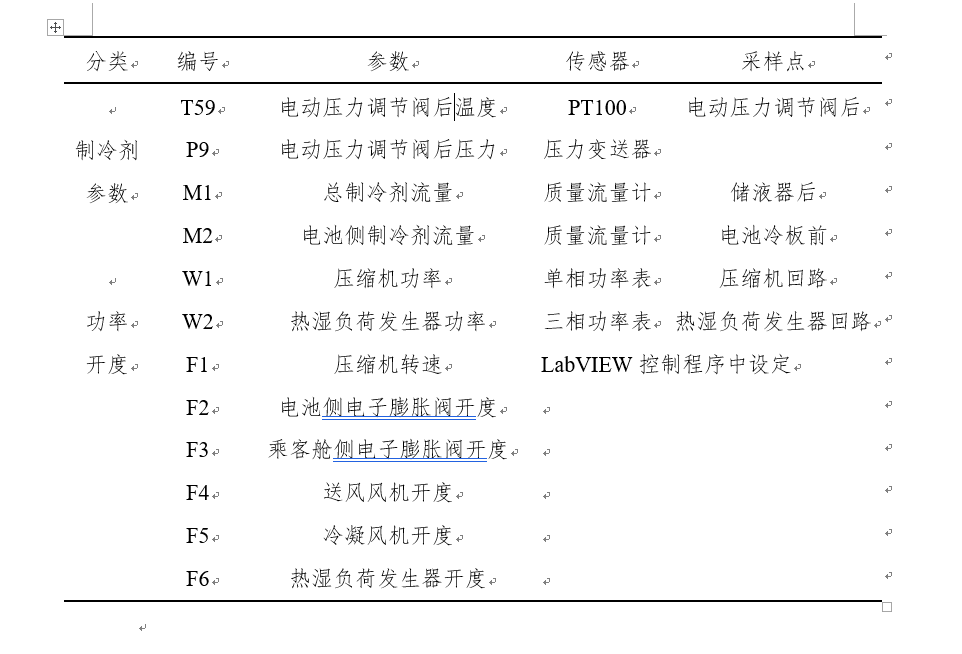 分类 编号 参数 传感器 采样点
T59 电动压力调节阀后温度 PT100 电动压力调节阀后
制冷剂 P9 电动压力调节阀后压力 压力变送器
参数 M1 总制冷剂流量 质量流量计 储液器后
M2 电池侧制冷剂流量 质量流量计 电池冷板前
W1 压缩机功率 单相功率表 压缩机回路
功率 W2 热湿负荷发生器功率 三相功率表 热湿负荷发生器回路
开度 F1 压缩机转速 LabVIEW 控制程序中设定
F2 电池侧电子膨胀阀开度
F3 乘客舱侧电子膨胀阀开度
F4 送风风机开度
F5 冷凝风机开度
F6 热湿负荷发生器开度